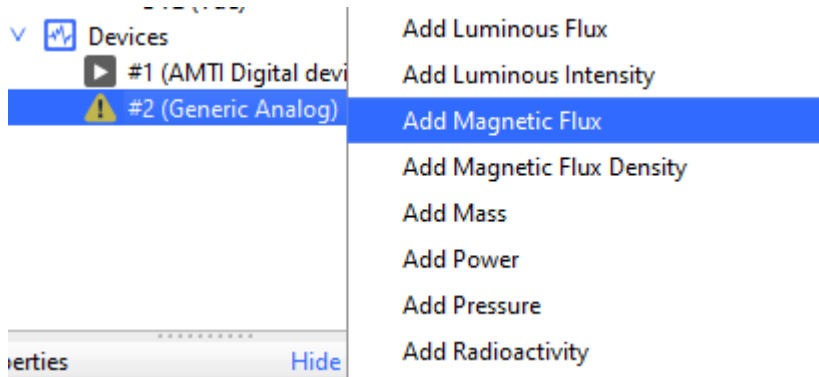 Devices
#1 (AMTI Digital devi
#2 (Generic Analog)
Hide
Add Luminous Flux
Add Luminous Intensity
Add Magnetic Flux
Add Magnetic Flux Density
Add Mass
Add Power
Add Pressure
Add Radioactivity